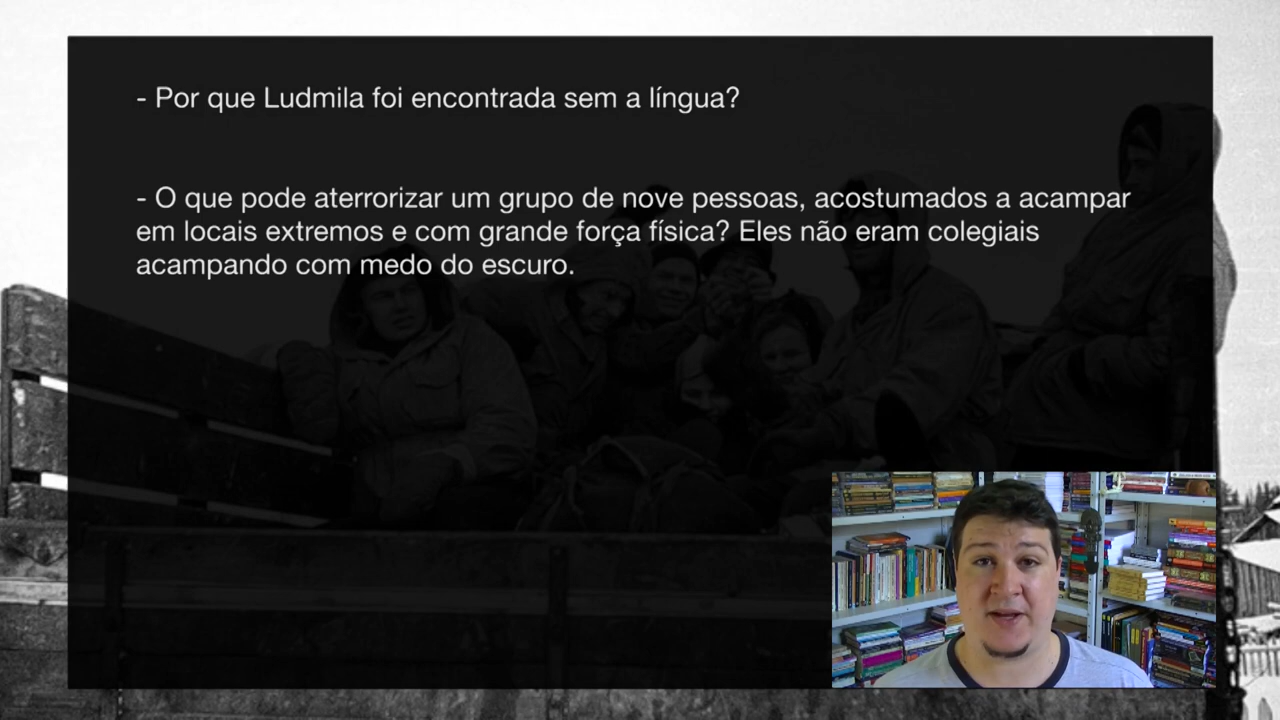 - Por que Ludmila foi encontrada sem a língua?
- O que pode aterrorizar um grupo de nove pessoas, acostumados a acampar
em locais extremos e com grande força física? Eles não eram colegiais
acampando com medo do escuro.